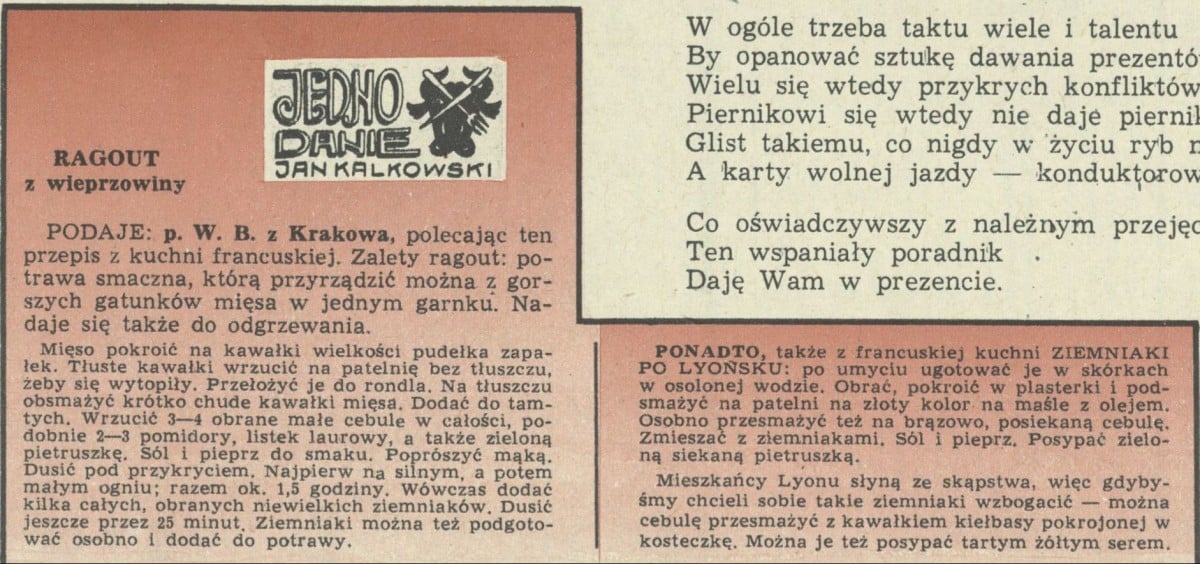 JEDNO
DANIE
JAN KALKOWSKI
RAGOUT
z wieprzowiny
PODAJE: p. W. B. z Krakowa, polecając ten
przepis z kuchni francuskiej. Zalety ragout: po-
trawa smaczna, którą przyrządzić można z gor-
szych gatunków mięsa w jednym garnku. Na-
daje się także do odgrzewania.
Mięso pokroić na kawałki wielkości pudełka zapa-
łek. Tłuste kawałki wrzucić na patelnię bez tłuszczu,
żeby się wytopiły. Przełożyć je do rondla. Na tłuszczu
obsmażyć krótko chude kawałki mięsa. Dodać do tam-
tych. Wrzucić 3—4 obrane małe cebule w całości, po-
dobnie 2—3 pomidory, listek laurowy, a także zieloną
pietruszkę. Sól i pieprz do smaku. Poprószyć mąką.
Dusić pod przykryciem. Najpierw na silnym, a potem
małym ogniu; razem ok. 1,5 godziny. Wówczas dodać
kilka całych, obranych niewielkich ziemniaków. Dusić
jeszcze przez 25 minut. Ziemniaki można też podgoto-
wać osobno i dodać do potrawy.
PONADTO, także z francuskiej kuchni ZIEMNIAKI
PO LYOŃSKU: po umyciu ugotować je w skórkach
w osolonej wodzie. Obrać, pokroić w plasterki i pod-
smażyć na patelni na złoty kolor na maśle z olejem.
Osobno przesmażyć też na brązowo, posiekaną cebulę.
Zmieszać z ziemniakami. Sól i pieprz. Posypać zielo-
ną siekaną pietruszką.
Mieszkańcy Lyonu słyną ze skąpstwa, więc gdyby-
śmy chcieli sobie takie ziemniaki wzbogacić — można
cebulę przesmażyć z kawałkiem kiełbasy pokrojonej w
kosteczkę. Można je też posypać tartym żółtym serem.
W ogóle trzeba taktu wiele i talentu
By opanować sztukę dawania prezentó
Wielu się wtedy przykrych konfliktów
Piernikowi się wtedy nie daje pierni
Glist takiemu, co nigdy w życiu ryb
A karty wolnej jazdy — konduktorow
Co oświadczywszy z należnym przejęc
Ten wspaniały poradnik
Daję Wam w prezencie.